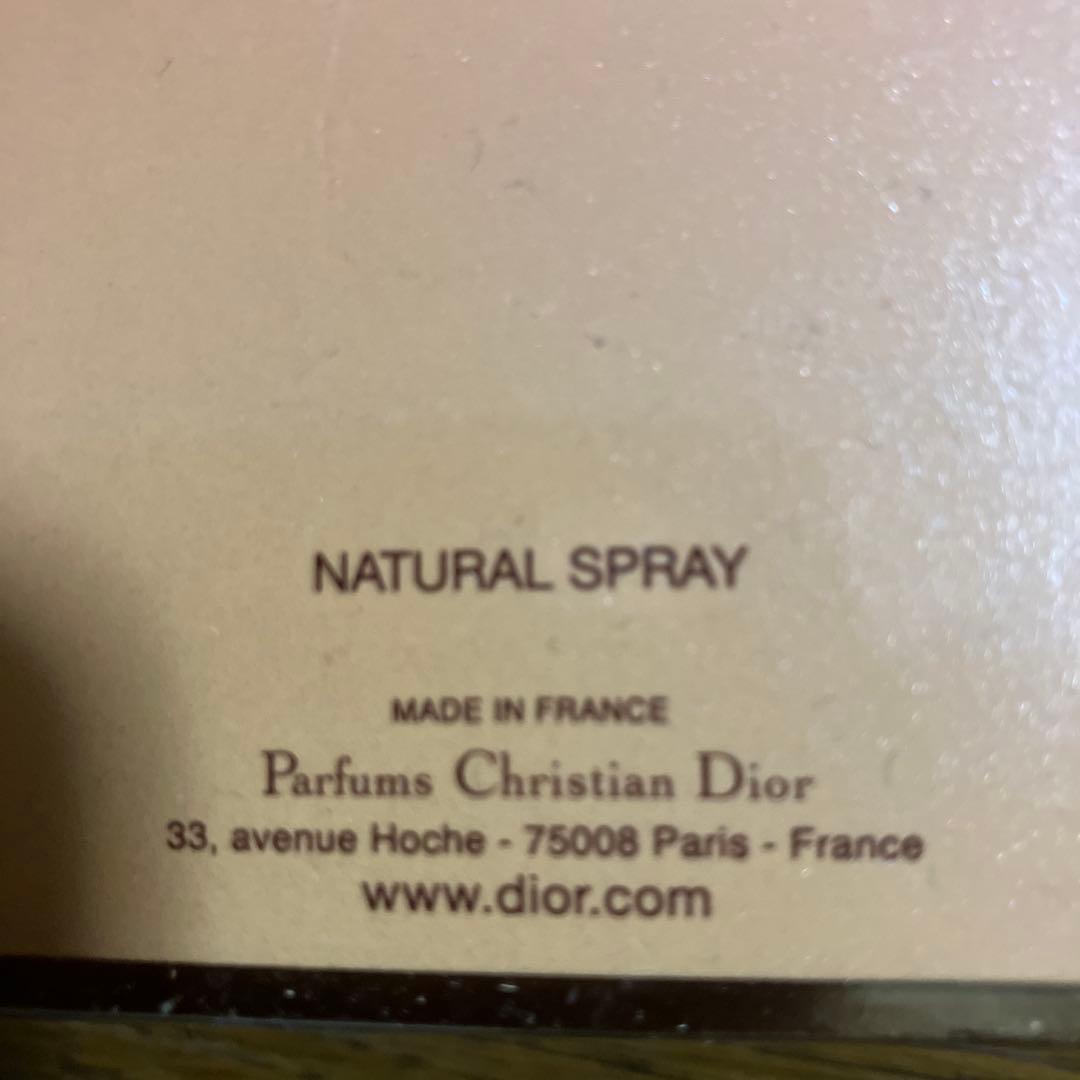 NATURAL SPRAY
MADE IN FRANCE
Parfums Christian Dior
33, avenue Hoche - 75008 Paris - France
www.dior.com